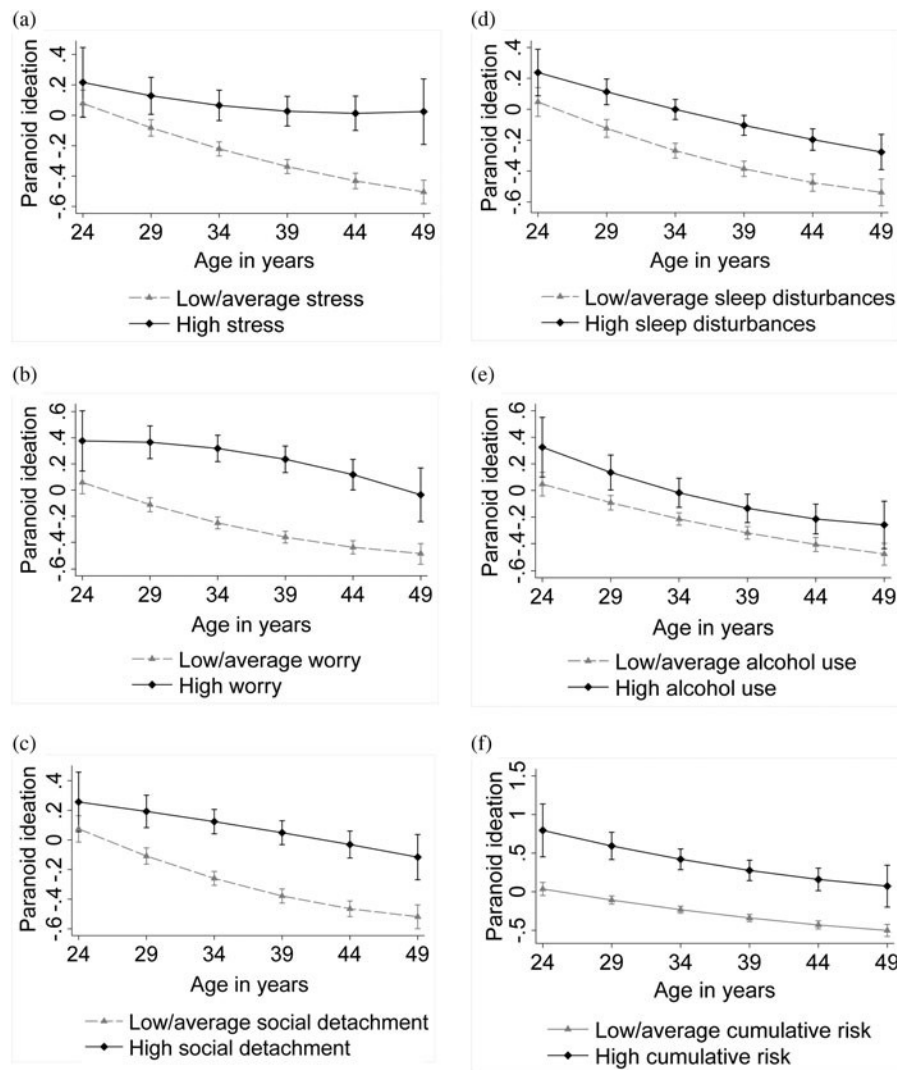 (a)
Paranoid ideation
.4
.2
0
-.2
-.4
-.6
24 29 34 39 44 49
Age in years
Low/average stress
High stress
(b)
Paranoid ideation
.6
.4
.2
0
-.2
-.4
-.6
24 29 34 39 44 49
Age in years
Low/average worry
High worry
(c)
Paranoid ideation
.4
.2
0
-.2
-.4
-.6
24 29 34 39 44 49
Age in years
Low/average social detachment
High social detachment
(d)
Paranoid ideation
.4
.2
0
-.2
-.4
-.6
24 29 34 39 44 49
Age in years
Low/average sleep disturbances
High sleep disturbances
(e)
Paranoid ideation
.6
.4
.2
0
-.2
-.4
-.6
24 29 34 39 44 49
Age in years
Low/average alcohol use
High alcohol use
(f)
Paranoid ideation
1.5
1
.5
0
-.5
24 29 34 39 44 49
Age in years
Low/average cumulative risk
High cumulative risk